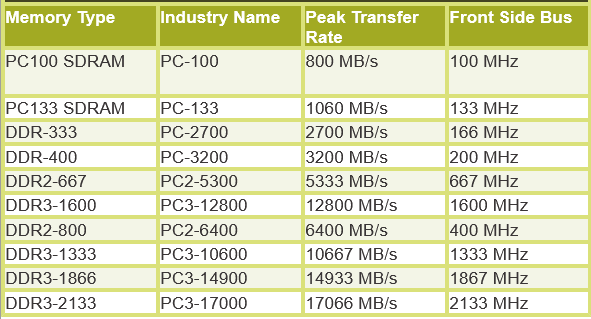 Memory Type Industry Name Peak Transfer Rate Front Side Bus
PC100 SDRAM PC-100 800 MB/s 100 MHz
PC133 SDRAM PC-133 1060 MB/s 133 MHz
DDR-333 PC-2700 2700 MB/s 166 MHz
DDR-400 PC-3200 3200 MB/s 200 MHz
DDR2-667 PC2-5300 5333 MB/s 667 MHz
DDR3-1600 PC3-12800 12800 MB/s 1600 MHz
DDR2-800 PC2-6400 6400 MB/s 400 MHz
DDR3-1333 PC3-10600 10667 MB/s 1333 MHz
DDR3-1866 PC3-14900 14933 MB/s 1867 MHz
DDR3-2133 PC3-17000 17066 MB/s 2133 MHz